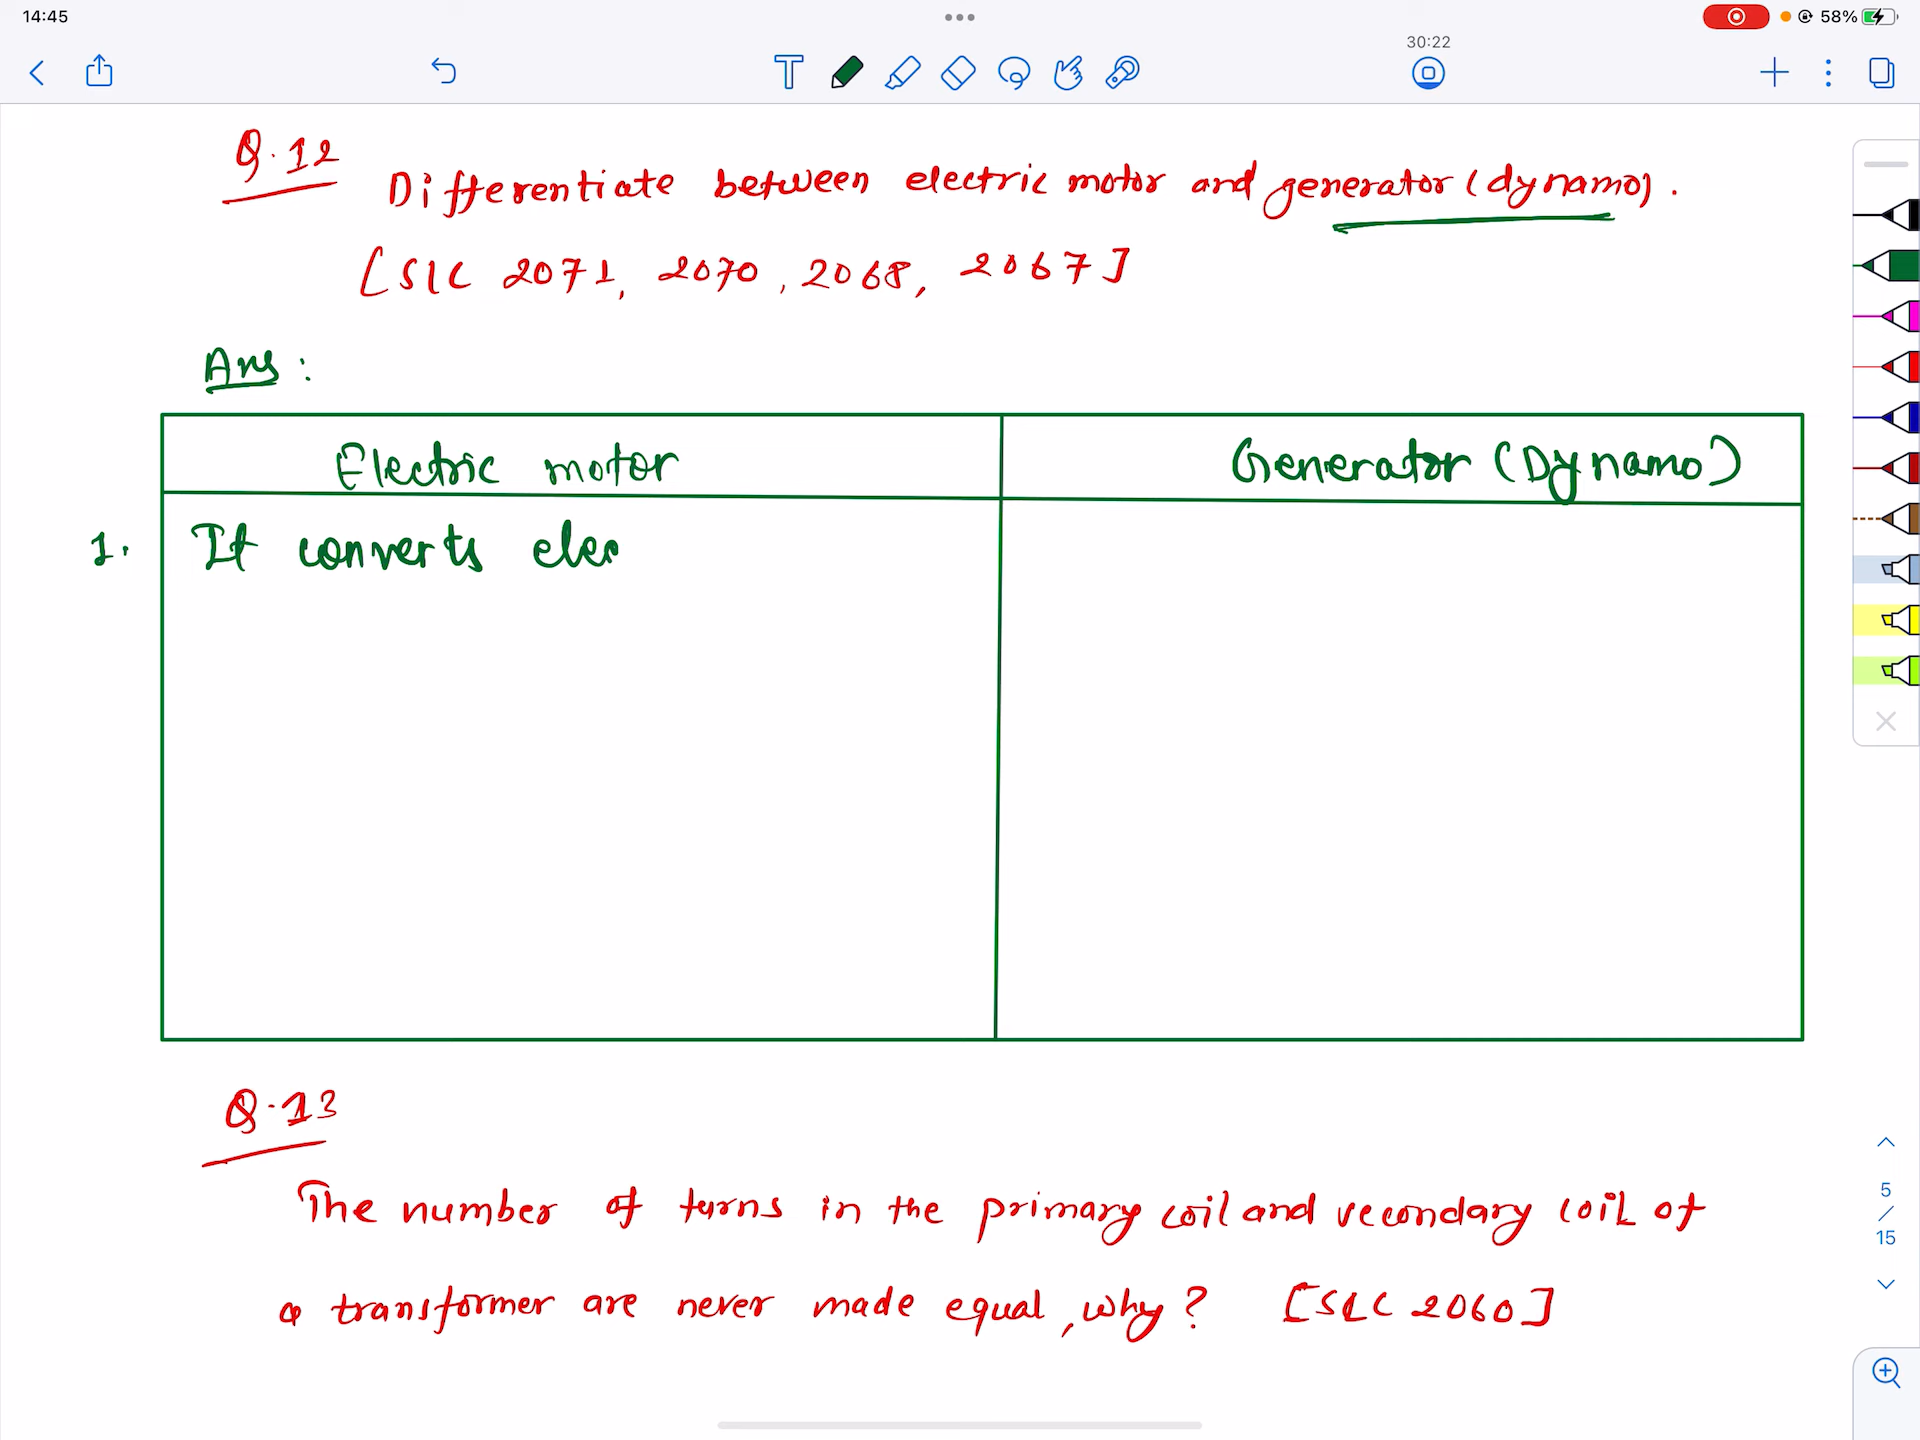 14:45
58%
30:22
Q.12
Differentiate between electric motor and generator (dynamo).
[SLC 2071, 2070, 2068, 2067]
Ans:
Electric motor Generator (Dynamo)
1. It converts elec
Q.13
The number of turns in the primary coil and secondary coil of
a transformer are never made equal, why? [SLC 2060]
5
/
15